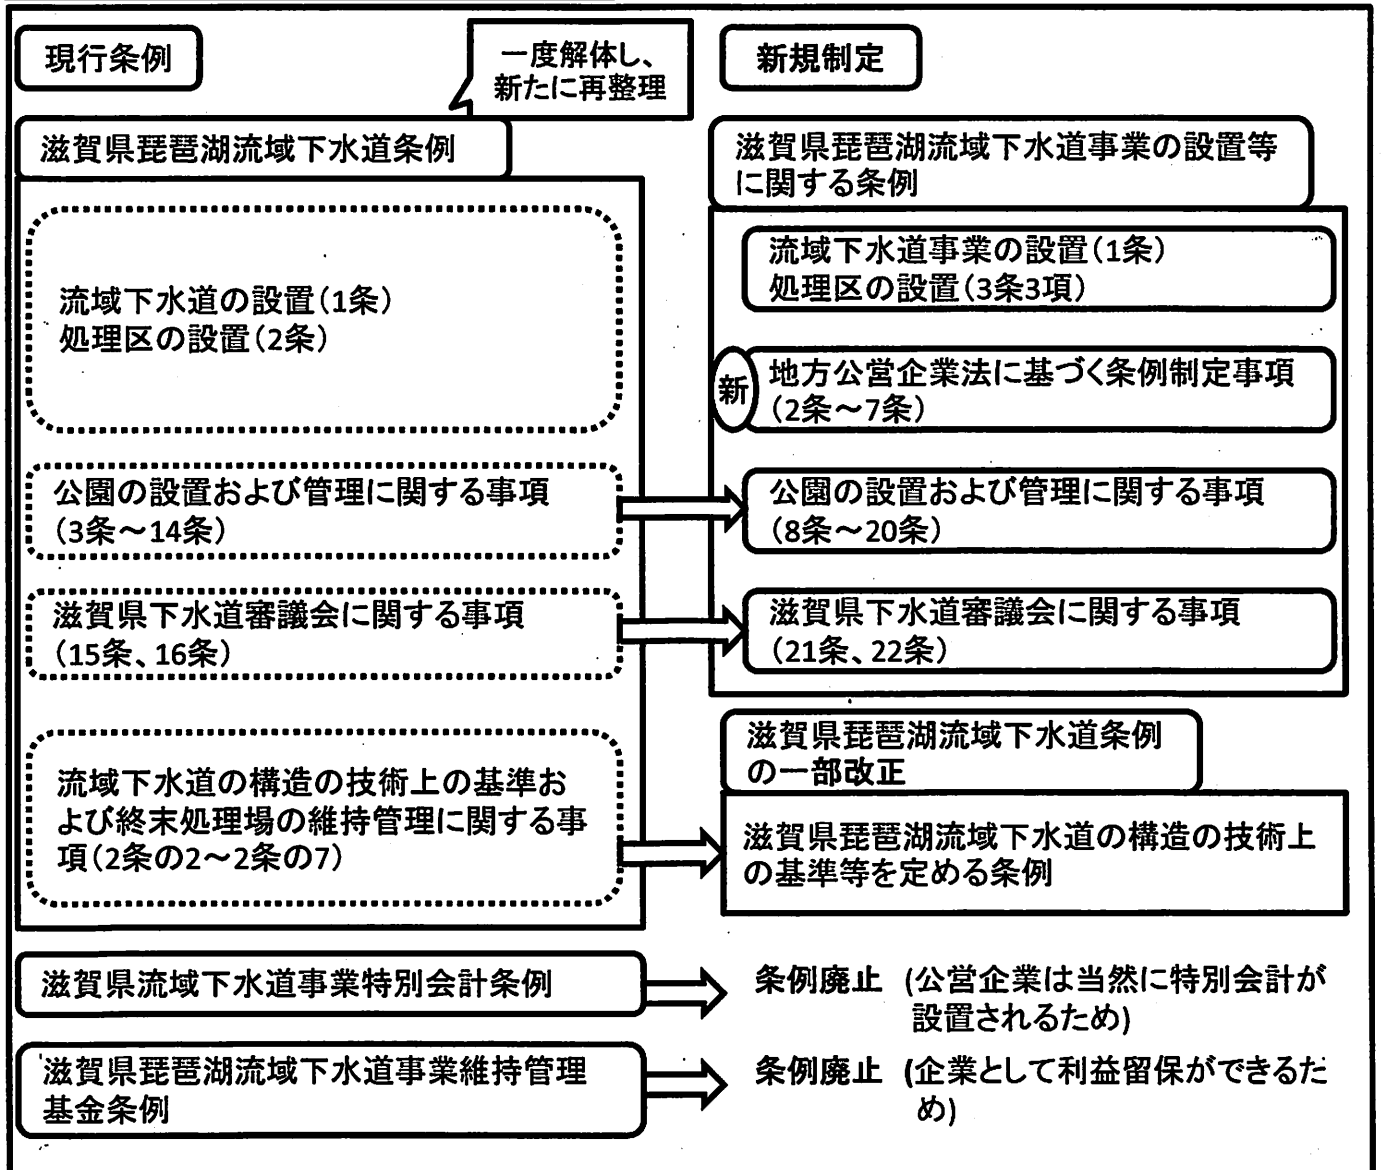 現行条例
一度解体し、
新たに再整理
滋賀県琵琶湖流域下水道条例
流域下水道の設置(1条)
処理区の設置(2条)
公園の設置および管理に関する事項
(3条～14条)
滋賀県下水道審議会に関する事項
(15条、16条)
流域下水道の構造の技術上の基準お
よび終末処理場の維持管理に関する事
項(2条の2～2条の7)
滋賀県流域下水道事業特別会計条例
滋賀県琵琶湖流域下水道事業維持管理
基金条例
新規制定
滋賀県琵琶湖流域下水道事業の設置等
に関する条例
流域下水道事業の設置(1条)
処理区の設置(3条3項)
新
地方公営企業法に基づく条例制定事項
(2条～7条)
公園の設置および管理に関する事項
(8条～20条)
滋賀県下水道審議会に関する事項
(21条、22条)
滋賀県琵琶湖流域下水道条例
の一部改正
滋賀県琵琶湖流域下水道の構造の技術上
の基準等を定める条例
条例廃止 (公営企業は当然に特別会計が
設置されるため)
条例廃止 (企業として利益留保ができるた
め)